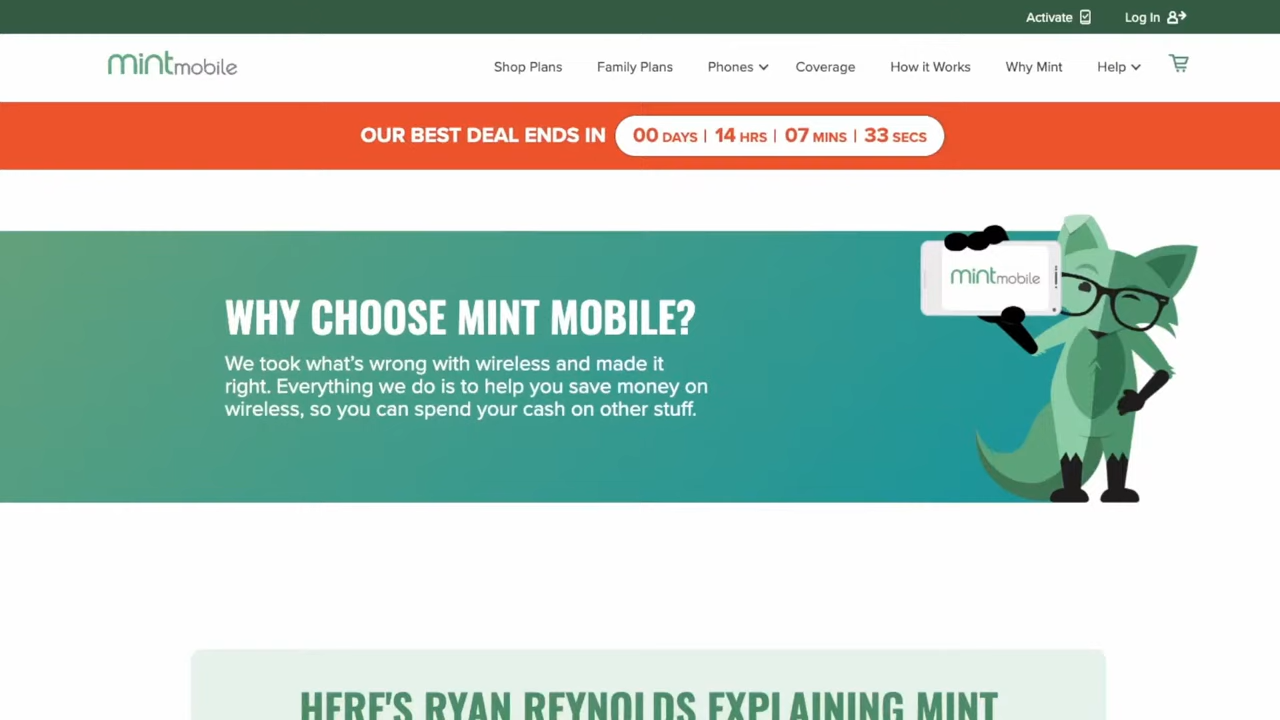 Activate
Log In
mintmobile
Shop Plans
Family Plans
Phones
Coverage
How it Works
Why Mint
Help
OUR BEST DEAL ENDS IN 00 DAYS | 14 HRS | 07 MINS | 33 SECS
mintmobile
WHY CHOOSE MINT MOBILE?
We took what's wrong with wireless and made it
right. Everything we do is to help you save money on
wireless, so you can spend your cash on other stuff.
HERE'S RYAN REYNOLDS EXPLAINING MINT